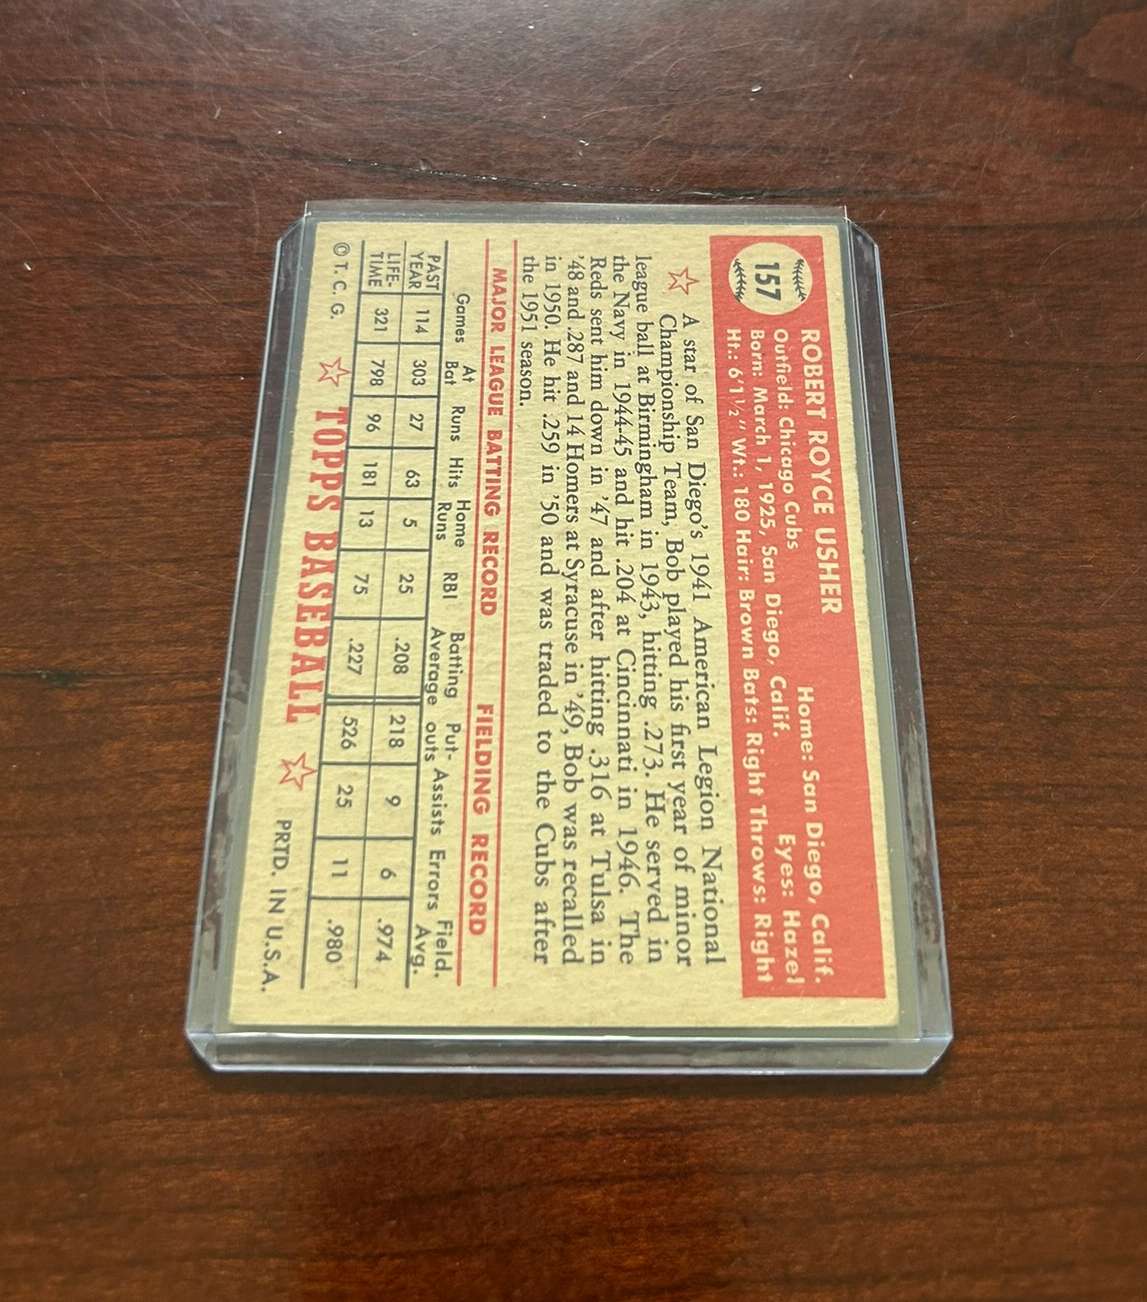 157
ROBERT ROYCE USHER
Outfield: Chicago Cubs Home: San Diego, Calif.
Born: March 1, 1925, San Diego, Calif. Eyes: Hazel
Ht.: 6'1½" Wt.: 180 Hair: Brown Bats: Right Throws: Right
A star of San Diego's 1941 American Legion National
Championship Team, Bob played his first year of minor
league ball at Birmingham in 1943, hitting .273. He served in
the Navy in 1944-45 and hit .204 at Cincinnati in 1946. The
Reds sent him down in '47 and after hitting .316 at Tulsa in
'48 and .287 and 14 Homers at Syracuse in '49, Bob was recalled
in 1950. He hit .259 in '50 and was traded to the Cubs after
the 1951 season.
MAJOR LEAGUE BATTING RECORD FIELDING RECORD
Games At Bat Runs Hits Home Runs RBI Batting Average Put-outs Assists Errors Field. Avg.
PAST YEAR 114 303 27 63 5 25 .208 218 9 6 .974
LIFE-TIME 321 798 96 181 13 75 .227 526 25 11 .980
© T. C. G. TOPPS BASEBALL PRTD. IN U.S.A.